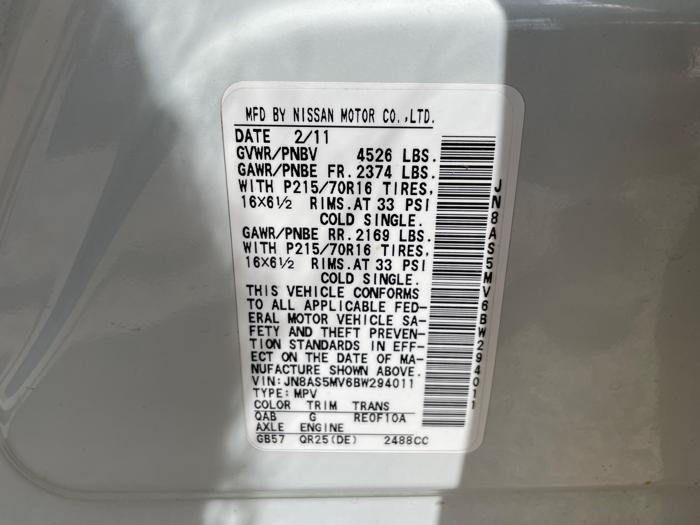 MFD BY NISSAN MOTOR CO.,LTD.
DATE 2/11
GVWR/PNBV 4526 LBS.
GAWR/PNBE FR. 2374 LBS.
WITH P215/70R16 TIRES,
16X6½ RIMS.AT 33 PSI
COLD SINGLE.
GAWR/PNBE RR. 2169 LBS.
WITH P215/70R16 TIRES,
16X6½ RIMS.AT 33 PSI
COLD SINGLE.
THIS VEHICLE CONFORMS
TO ALL APPLICABLE FED-
ERAL MOTOR VEHICLE SA-
FETY AND THEFT PREVEN-
TION STANDARDS IN EFF-
ECT ON THE DATE OF MA-
NUFACTURE SHOWN ABOVE.
VIN: JN8AS5MV6BW294011
TYPE: MPV
COLOR TRIM TRANS
QAB G RE0F10A
AXLE ENGINE
GB57 QR25(DE) 2488CC
JN8AS5MV6BW294011